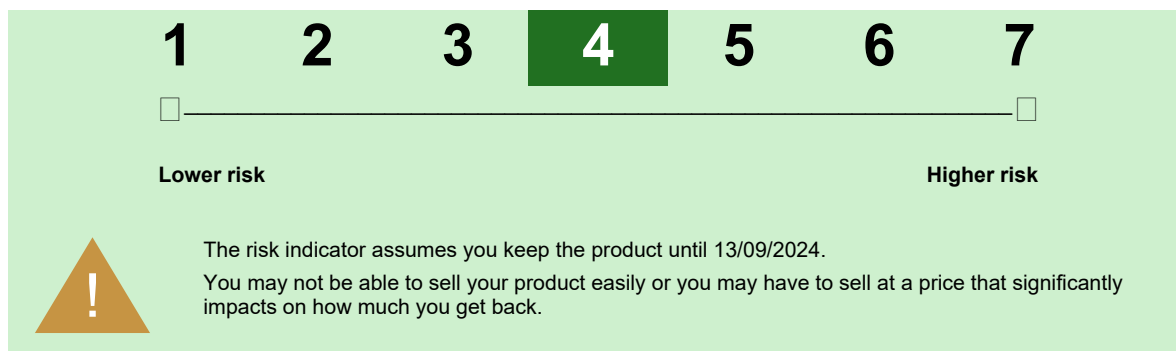 1 2 3 4 5 6 7
Lower risk Higher risk
The risk indicator assumes you keep the product until 13/09/2024.
You may not be able to sell your product easily or you may have to sell at a price that significantly
impacts on how much you get back.
!